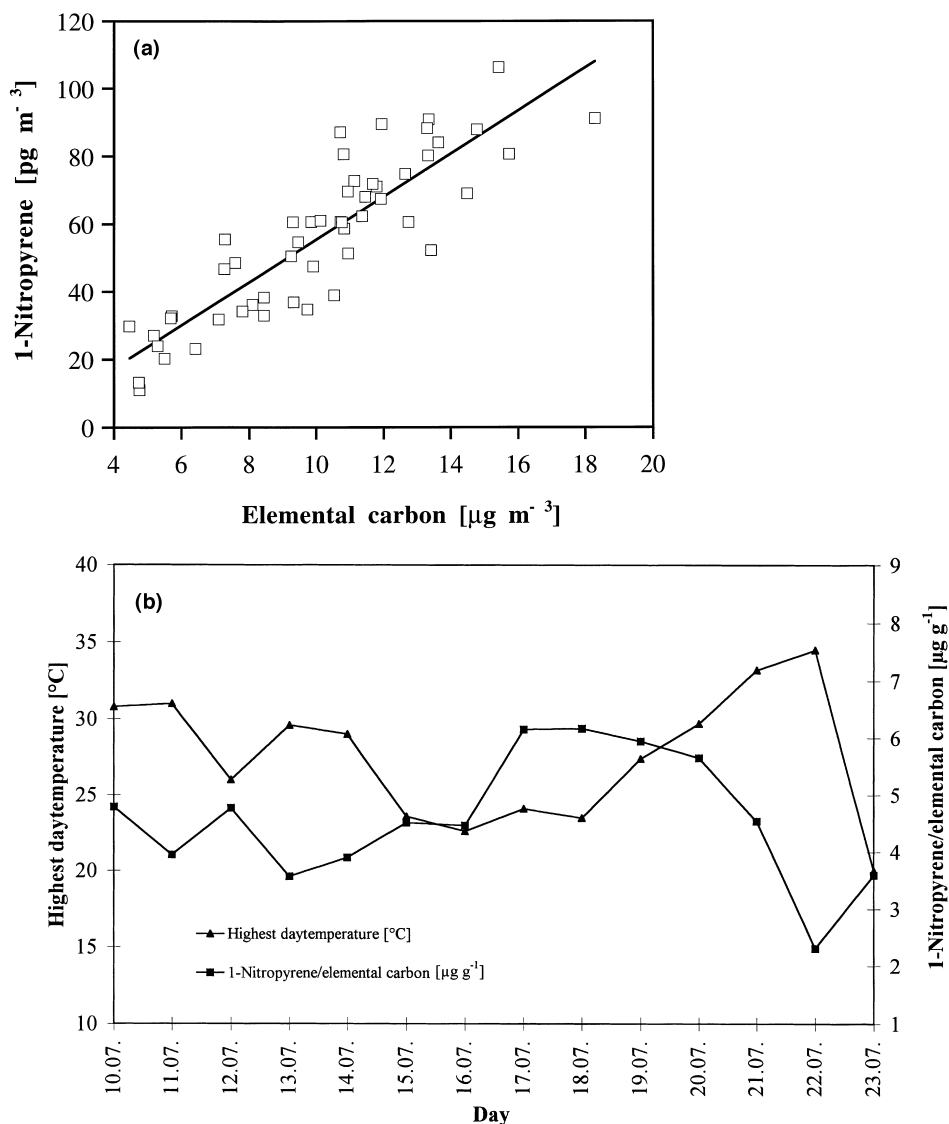 (a)
1-Nitropyrene [pg m⁻³]
120
100
80
60
40
20
0
4 6 8 10 12 14 16 18 20
Elemental carbon [µg m⁻³]
(b)
Highest daytemperature [°C]
40
35
30
25
20
15
10
9
8
7
6
5
4
3
2
1
1-Nitropyrene/elemental carbon [µg g⁻¹]
Highest daytemperature [°C]
1-Nitropyrene/elemental carbon [µg g⁻¹]
10.07. 11.07. 12.07. 13.07. 14.07. 15.07. 16.07. 17.07. 18.07. 19.07. 20.07. 21.07. 22.07. 23.07.
Day